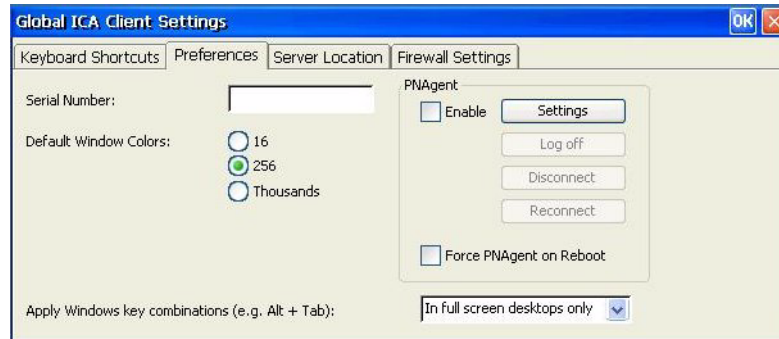 Global ICA Client Settings OK
Keyboard Shortcuts Preferences Server Location Firewall Settings
Serial Number:
Default Window Colors:
16
256
Thousands
PNAgent
Enable Settings
Log off
Disconnect
Reconnect
Force PNAgent on Reboot
Apply Windows key combinations (e.g. Alt + Tab): In full screen desktops only